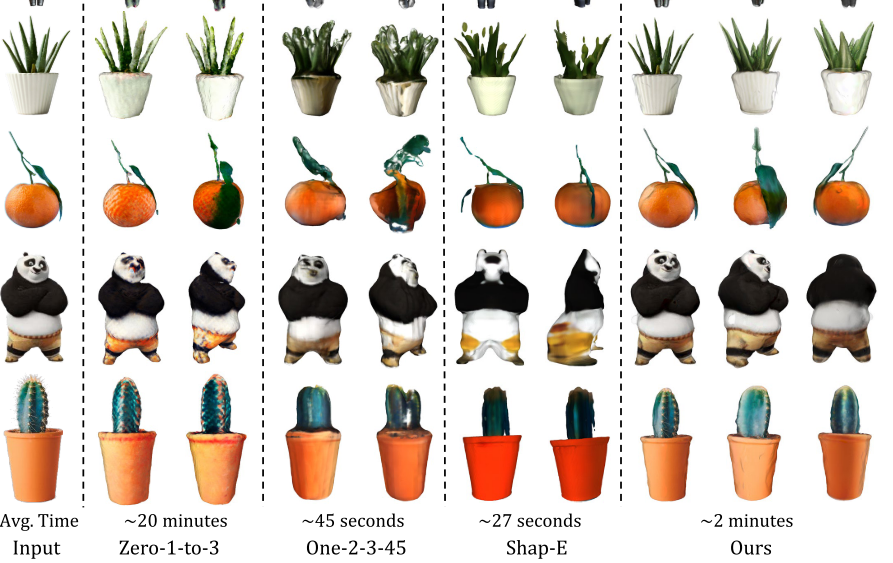 Avg. Time ~20 minutes ~45 seconds ~27 seconds ~2 minutes
Input Zero-1-to-3 One-2-3-45 Shap-E Ours